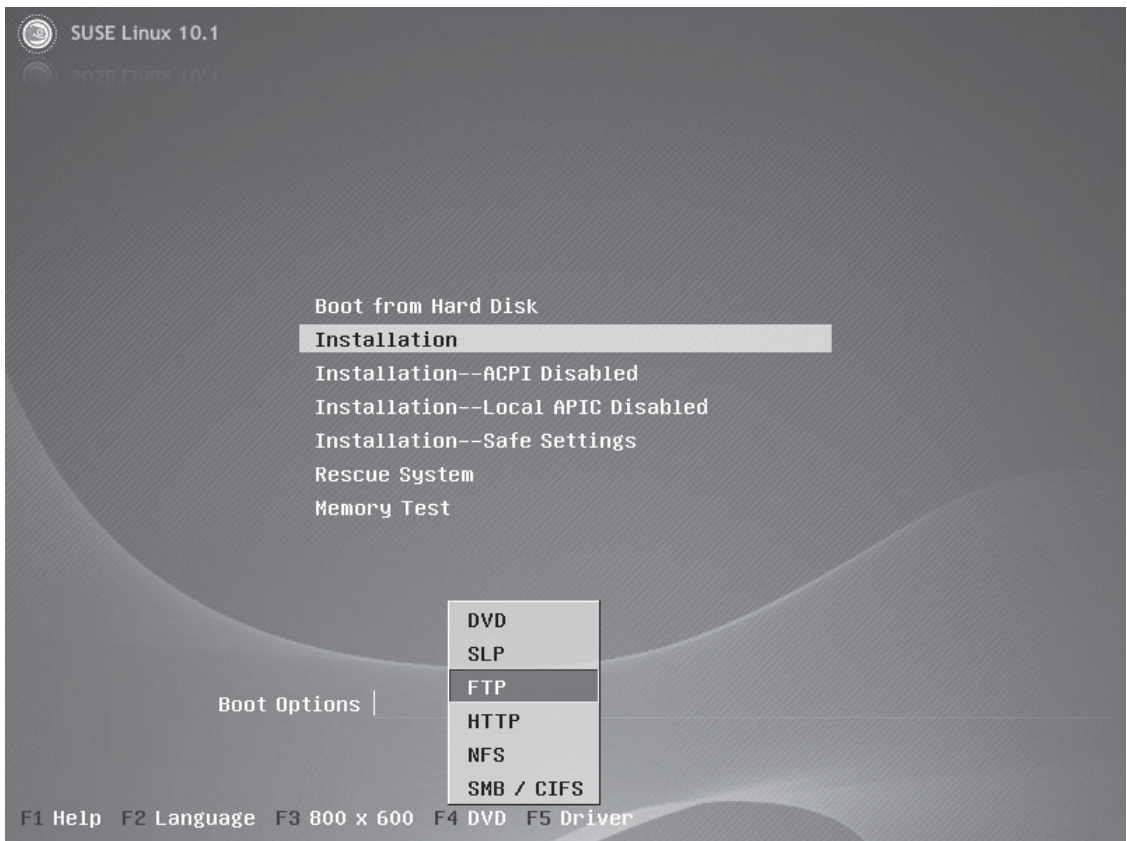 SUSE Linux 10.1
Boot from Hard Disk
Installation
Installation--ACPI Disabled
Installation--Local APIC Disabled
Installation--Safe Settings
Rescue System
Memory Test
DVD
SLP
FTP
HTTP
NFS
SMB / CIFS
Boot Options
F1 Help F2 Language F3 800 x 600 F4 DVD F5 Driver